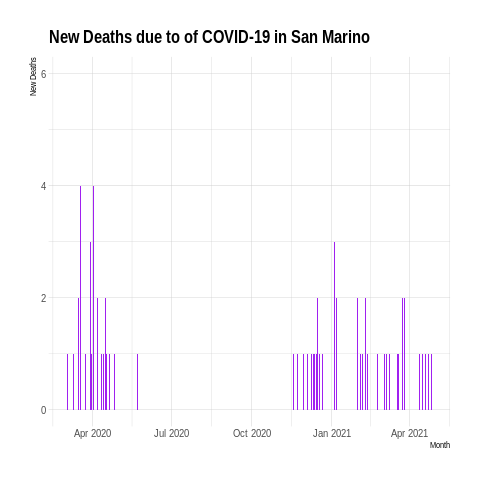 New Deaths due to of COVID-19 in San Marino
New Deaths
6
4
2
0
Apr 2020 Jul 2020 Oct 2020 Jan 2021 Apr 2021
Month